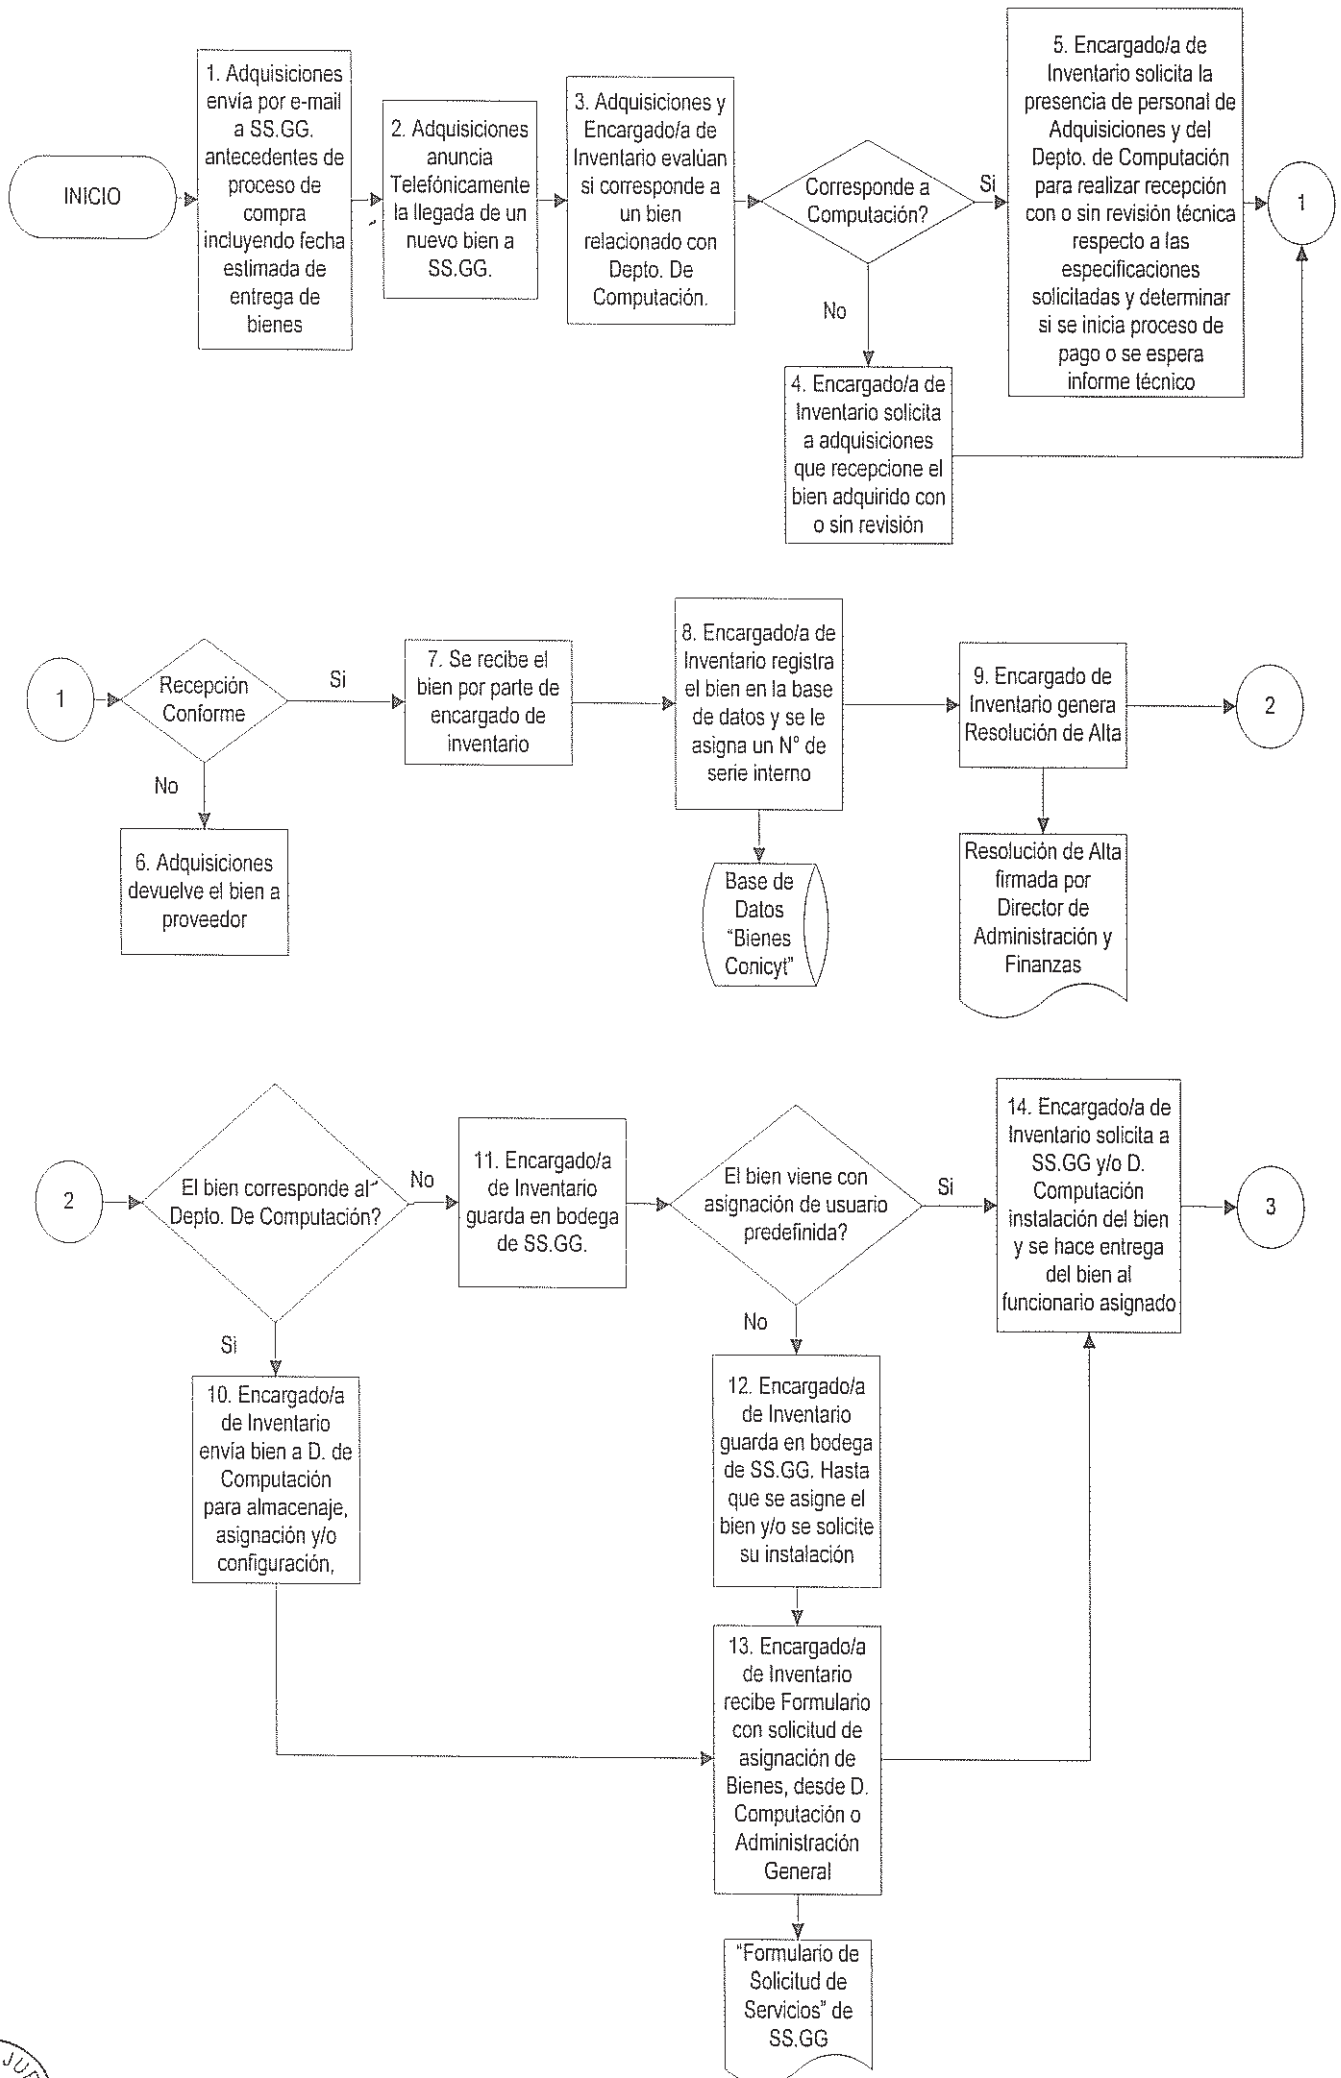 INICIO
1. Adquisiciones
envía por e-mail
a SS.GG.
antecedentes de
proceso de
compra
incluyendo fecha
estimada de
entrega de
bienes
2. Adquisiciones
anuncia
Telefónicamente
la llegada de un
nuevo bien a
SS.GG.
3. Adquisiciones y
Encargado/a de
Inventario evalúan
si corresponde a
un bien
relacionado con
Depto. De
Computación.
Corresponde a
Computación?
Si
No
4. Encargado/a de
Inventario solicita
a adquisiciones
que recepcione el
bien adquirido con
o sin revisión
5. Encargado/a de
Inventario solicita la
presencia de personal de
Adquisiciones y del
Depto. de Computación
para realizar recepción
con o sin revisión técnica
respecto a las
especificaciones
solicitadas y determinar
si se inicia proceso de
pago o se espera
informe técnico
1
1
Recepción
Conforme
Si
No
6. Adquisiciones
devuelve el bien a
proveedor
7. Se recibe el
bien por parte de
encargado de
inventario
8. Encargado/a de
Inventario registra
el bien en la base
de datos y se le
asigna un N° de
serie interno
Base de
Datos
"Bienes
Conicyt"
9. Encargado de
Inventario genera
Resolución de Alta
Resolución de Alta
firmada por
Director de
Administración y
Finanzas
2
2
El bien corresponde al
Depto. De Computación?
No
Si
10. Encargado/a
de Inventario
envía bien a D. de
Computación
para almacenaje,
asignación y/o
configuración,
11. Encargado/a
de Inventario
guarda en bodega
de SS.GG.
El bien viene con
asignación de usuario
predefinida?
Si
No
12. Encargado/a
de Inventario
guarda en bodega
de SS.GG. Hasta
que se asigne el
bien y/o se solicite
su instalación
13. Encargado/a
de Inventario
recibe Formulario
con solicitud de
asignación de
Bienes, desde D.
Computación o
Administración
General
"Formulario de
Solicitud de
Servicios" de
SS.GG
14. Encargado/a de
Inventario solicita a
SS.GG y/o D.
Computación
instalación del bien
y se hace entrega
del bien al
funcionario asignado
3